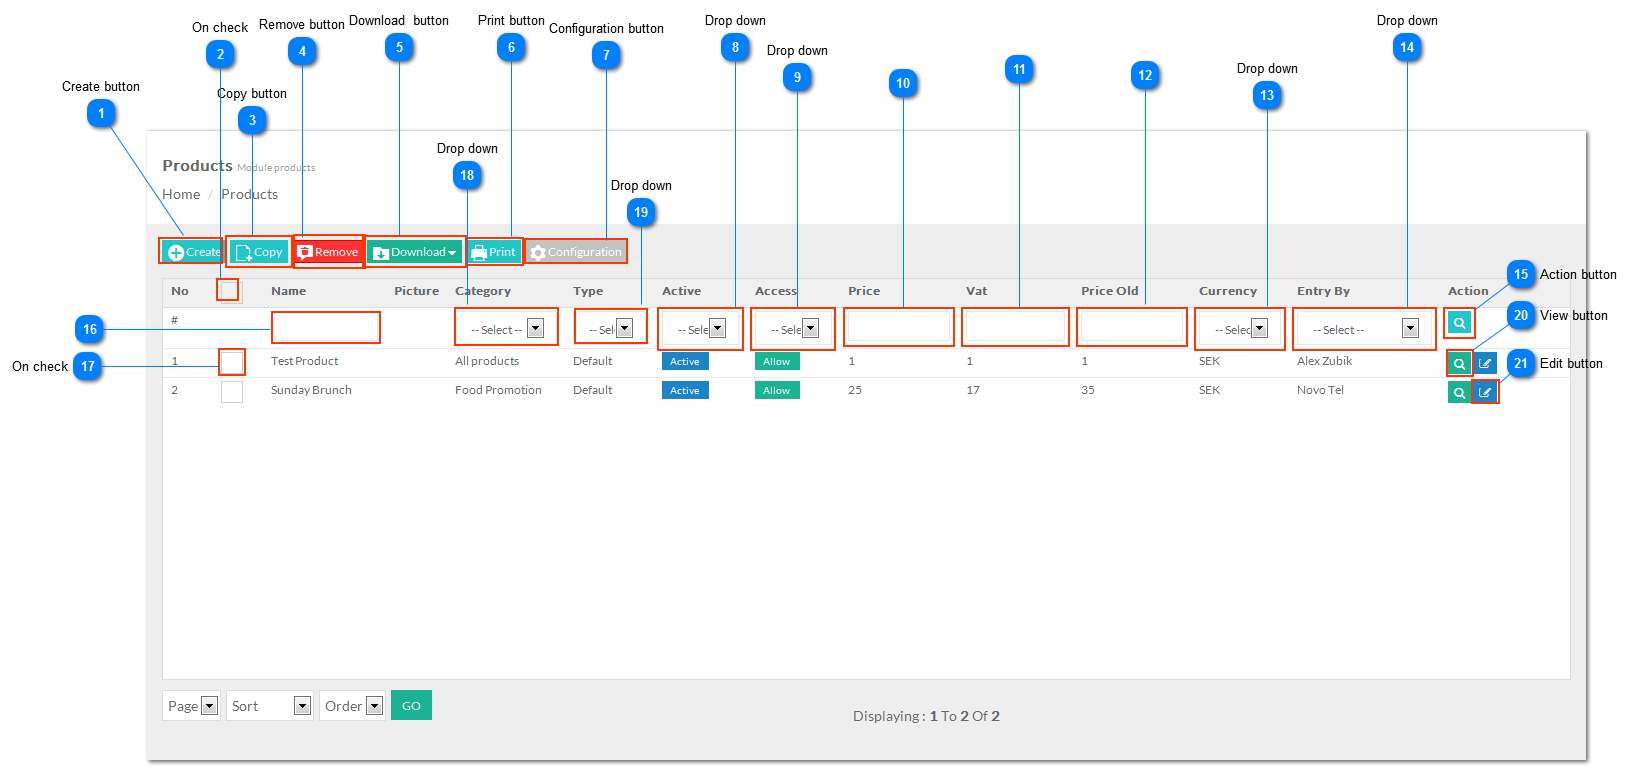 Drop down
Drop down
On check
Remove button
Download button
Print button
Configuration button
14
8
2
4
5
6
7
Drop down
Drop down
11
12
9
10
13
Create button
Copy button
1
3
Drop down
18
Products Module products
Drop down
Home / Products
19
Create
Copy
Remove
Download
Print
Configuration
15 Action button
No
Name
Picture
Category
Type
Active
Access
Price
Vat
Price Old
Currency
Entry By
Action
20 View button
16
#
-- Select --
-- Sel
-- Sele
-- Sele
-- Selec
-- Select --
On check 17
1
Test Product
All products
Default
Active
Allow
1
1
1
SEK
Alex Zubik
21 Edit button
2
Sunday Brunch
Food Promotion
Default
Active
Allow
25
17
35
SEK
Novo Tel
Page
Sort
Order
GO
Displaying : 1 To 2 Of 2